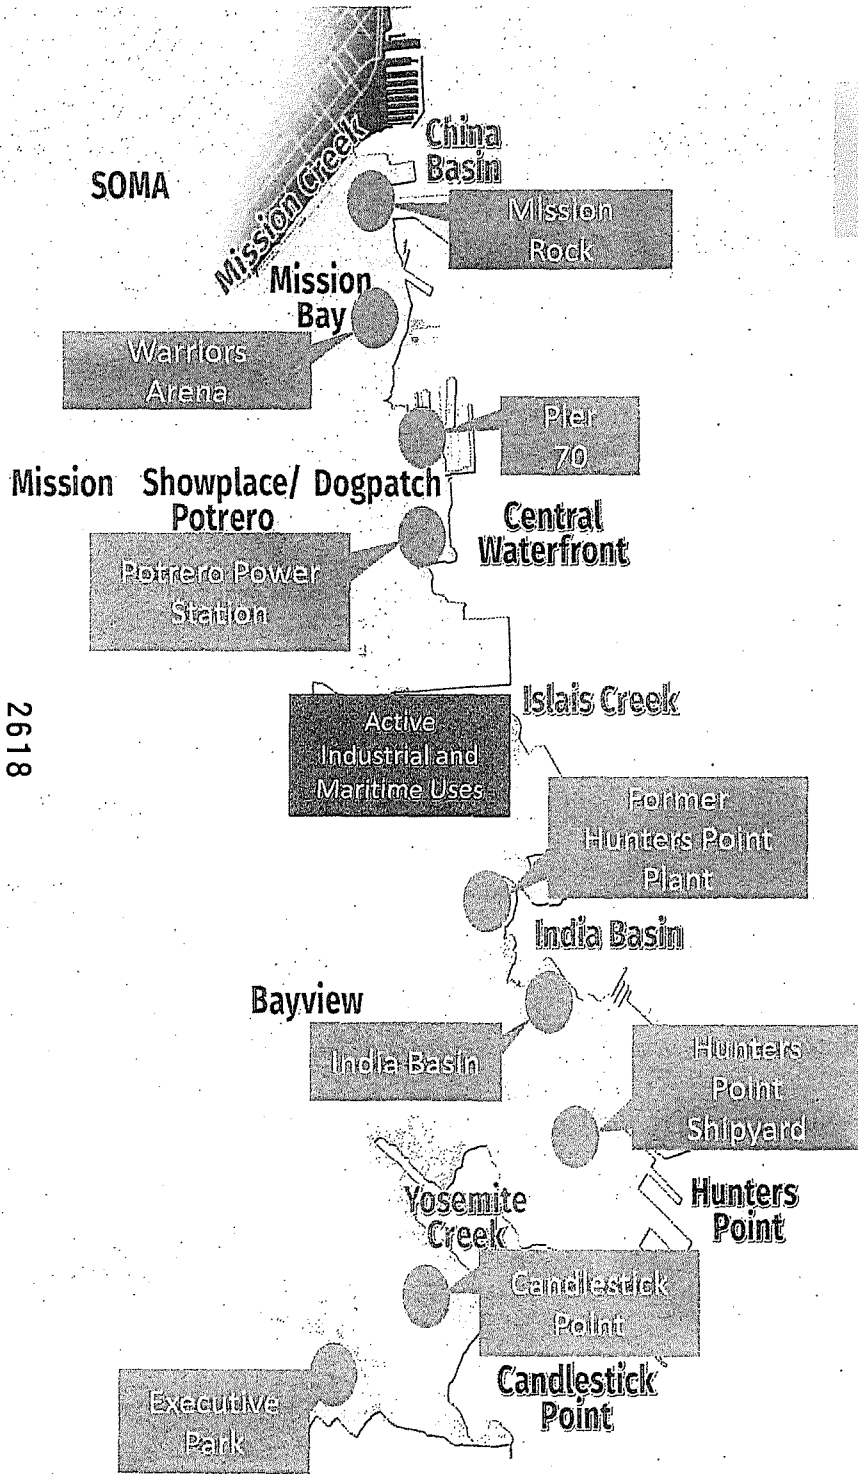 China
Basin
SOMA
Mission Creek
Mission
Rock
Mission
Bay
Warriors
Arena
Pier
70
Mission Showplace/ Dogpatch
Potrero
Central
Waterfront
Potrero Power
Station
Islais Creek
2618
Active
Industrial and
Maritime Uses
Former
Hunters Point
Plant
India Basin
Bayview
India Basin
Hunters
Point
Shipyard
Yosemite
Creek
Hunters
Point
Candlestick
Point
Candlestick
Point
Executive
Park